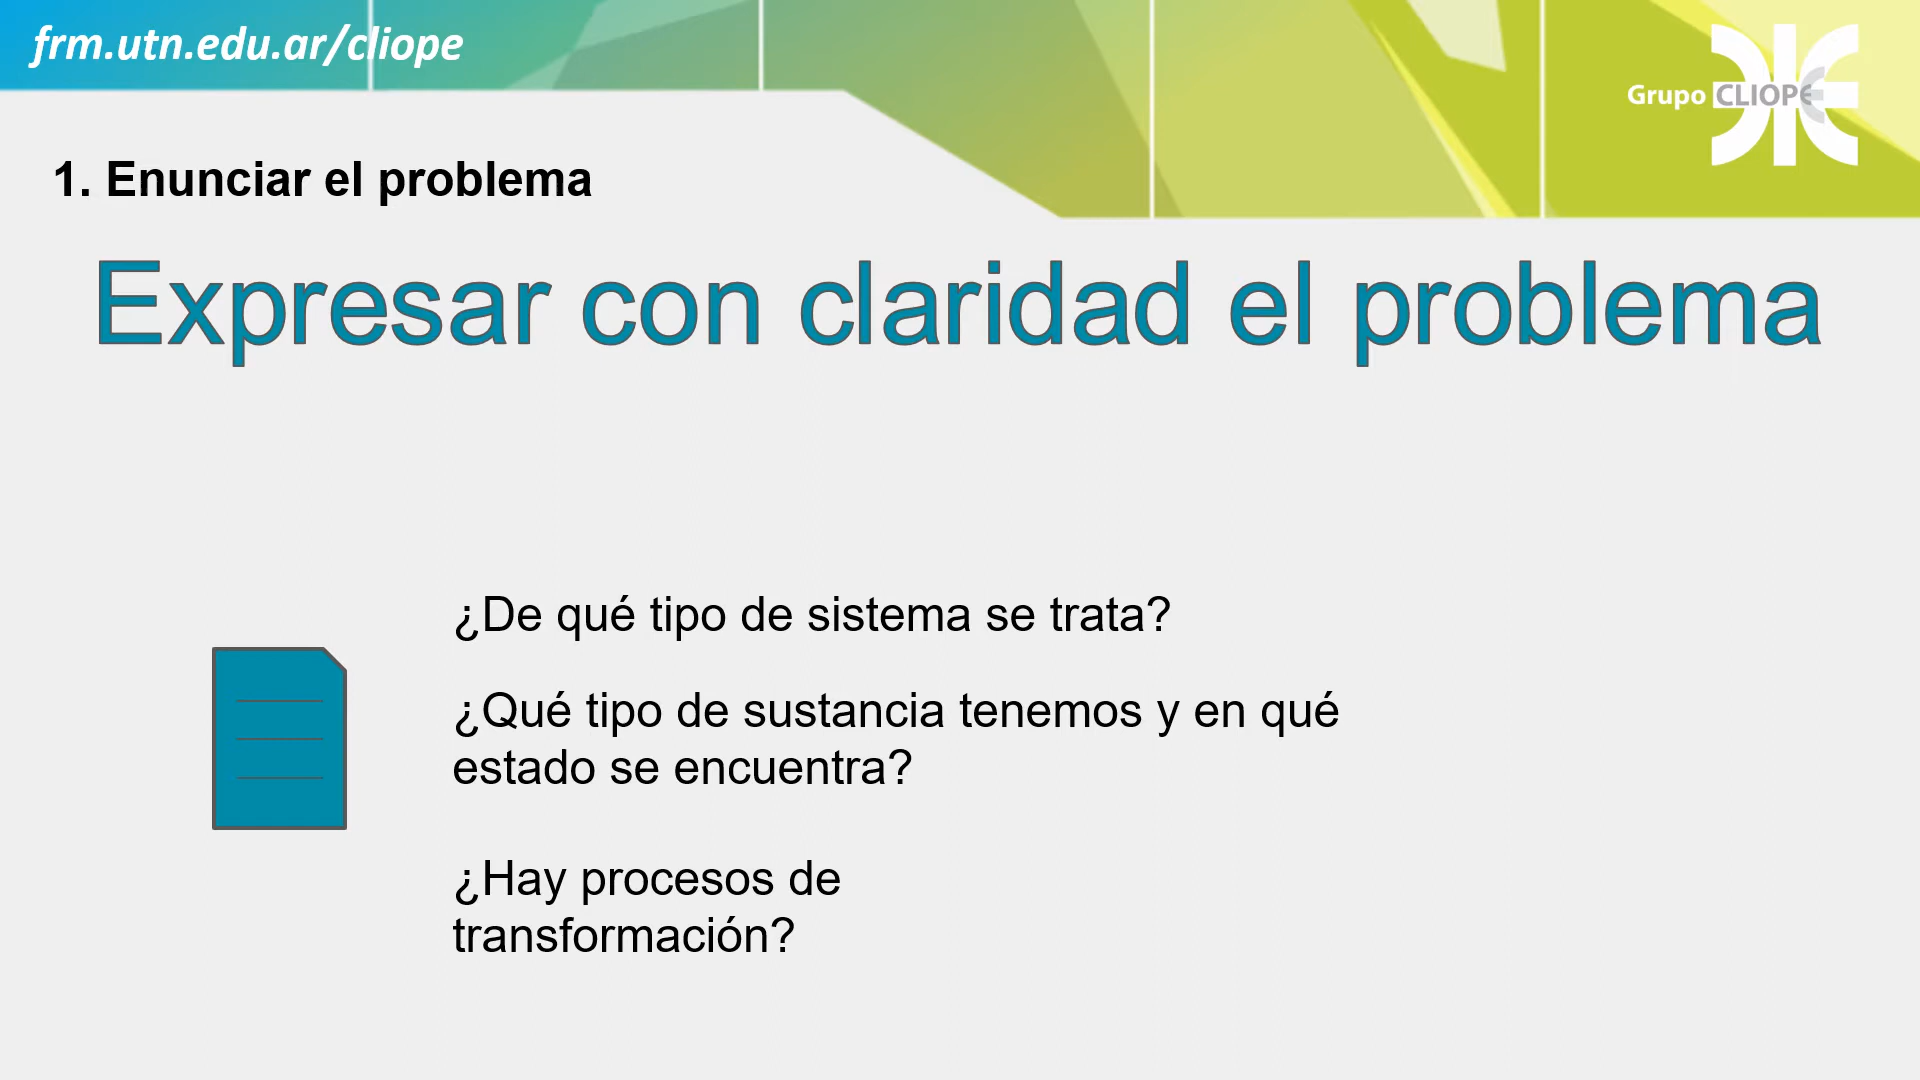 frm.utn.edu.ar/cliope
Grupo CLIOPE
1. Enunciar el problema
Expresar con claridad el problema
¿De qué tipo de sistema se trata?
¿Qué tipo de sustancia tenemos y en qué
estado se encuentra?
¿Hay procesos de
transformación?